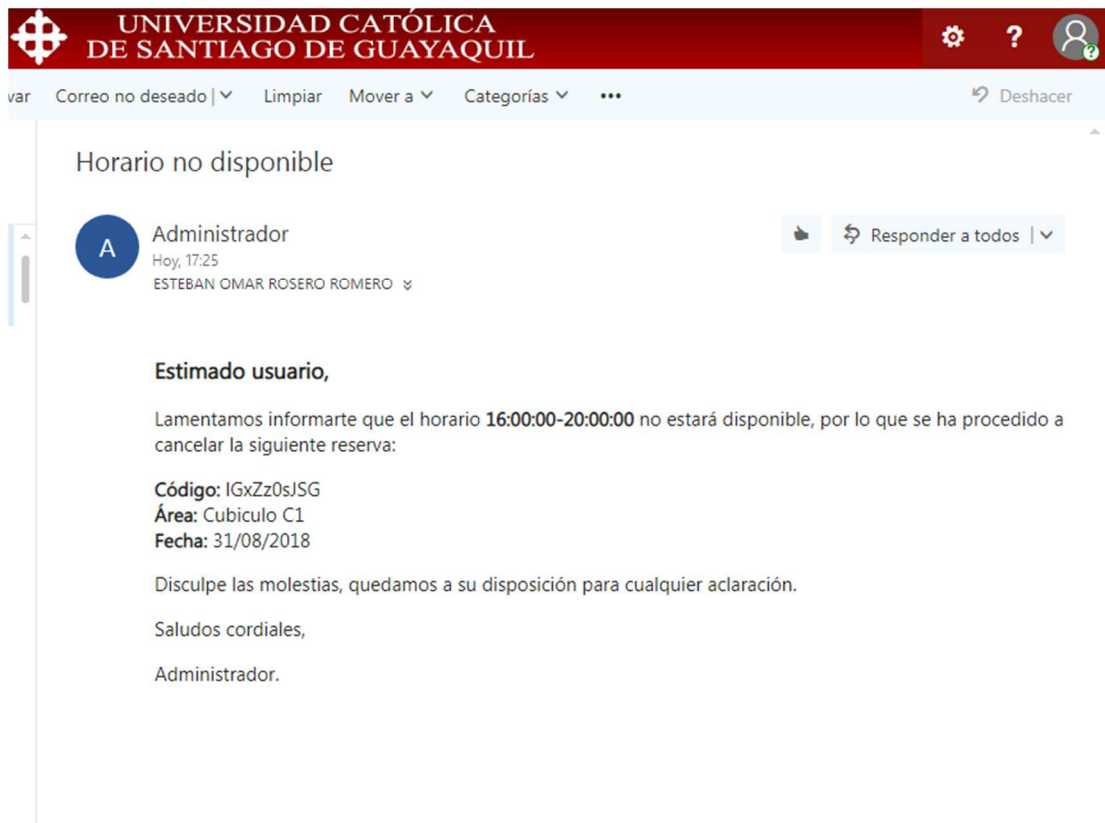 UNIVERSIDAD CATÓLICA
DE SANTIAGO DE GUAYAQUIL
?
var Correo no deseado | Limpiar Mover a Categorías ••• Deshacer
Horario no disponible
A
Administrador
Hoy, 17:25
ESTEBAN OMAR ROSERO ROMERO
Responder a todos |
Estimado usuario,
Lamentamos informarte que el horario 16:00:00-20:00:00 no estará disponible, por lo que se ha procedido a
cancelar la siguiente reserva:
Código: IGxZz0sJSG
Área: Cubiculo C1
Fecha: 31/08/2018
Disculpe las molestias, quedamos a su disposición para cualquier aclaración.
Saludos cordiales,
Administrador.